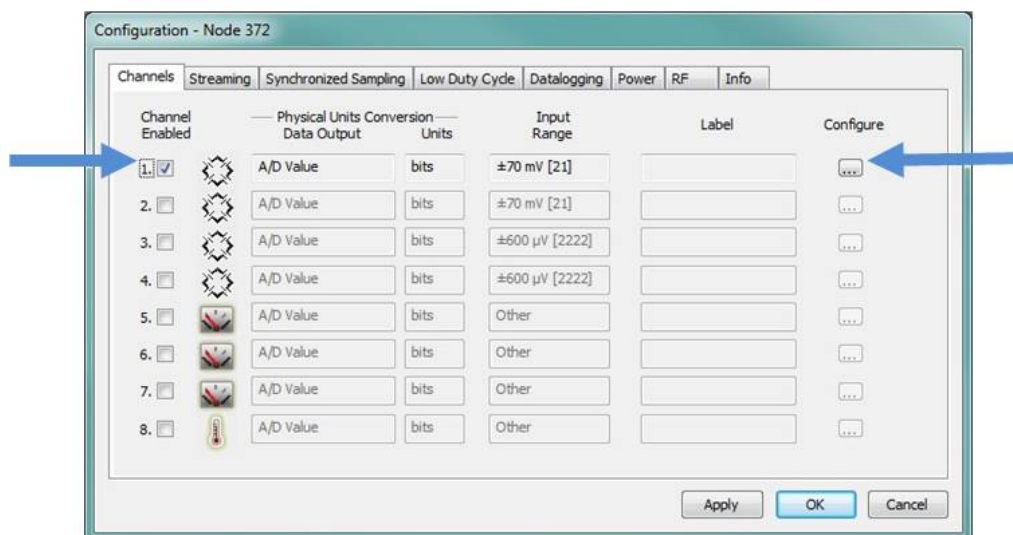 Configuration - Node 372
Channels Streaming Synchronized Sampling Low Duty Cycle Datalogging Power RF Info
Channel Enabled Physical Units Conversion Data Output Units Input Range Label Configure
1. A/D Value bits ±70 mV [21] ...
2. A/D Value bits ±70 mV [21] ...
3. A/D Value bits ±600 µV [2222] ...
4. A/D Value bits ±600 µV [2222] ...
5. A/D Value bits Other ...
6. A/D Value bits Other ...
7. A/D Value bits Other ...
8. A/D Value bits Other ...
Apply OK Cancel